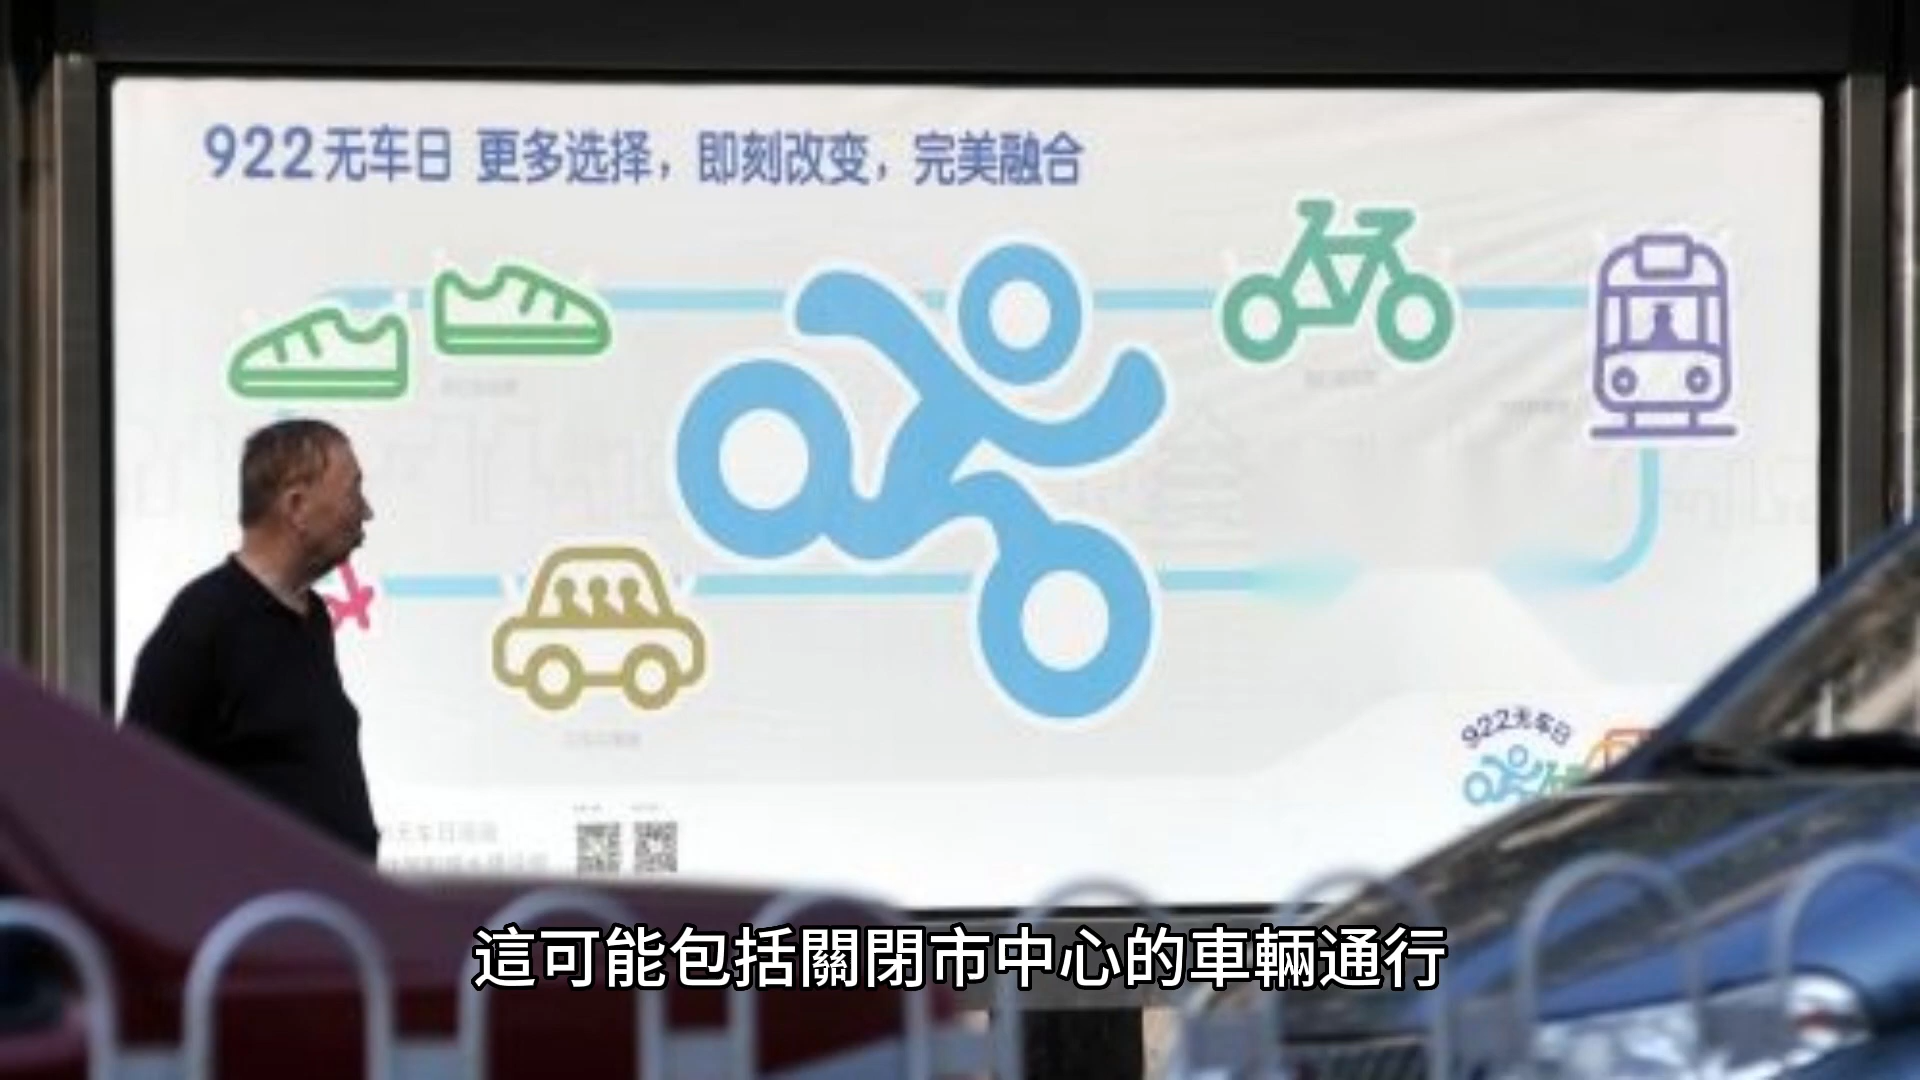 922无车日 更多选择，即刻改变，完美融合
922无车日
這可能包括關閉市中心的車輛通行